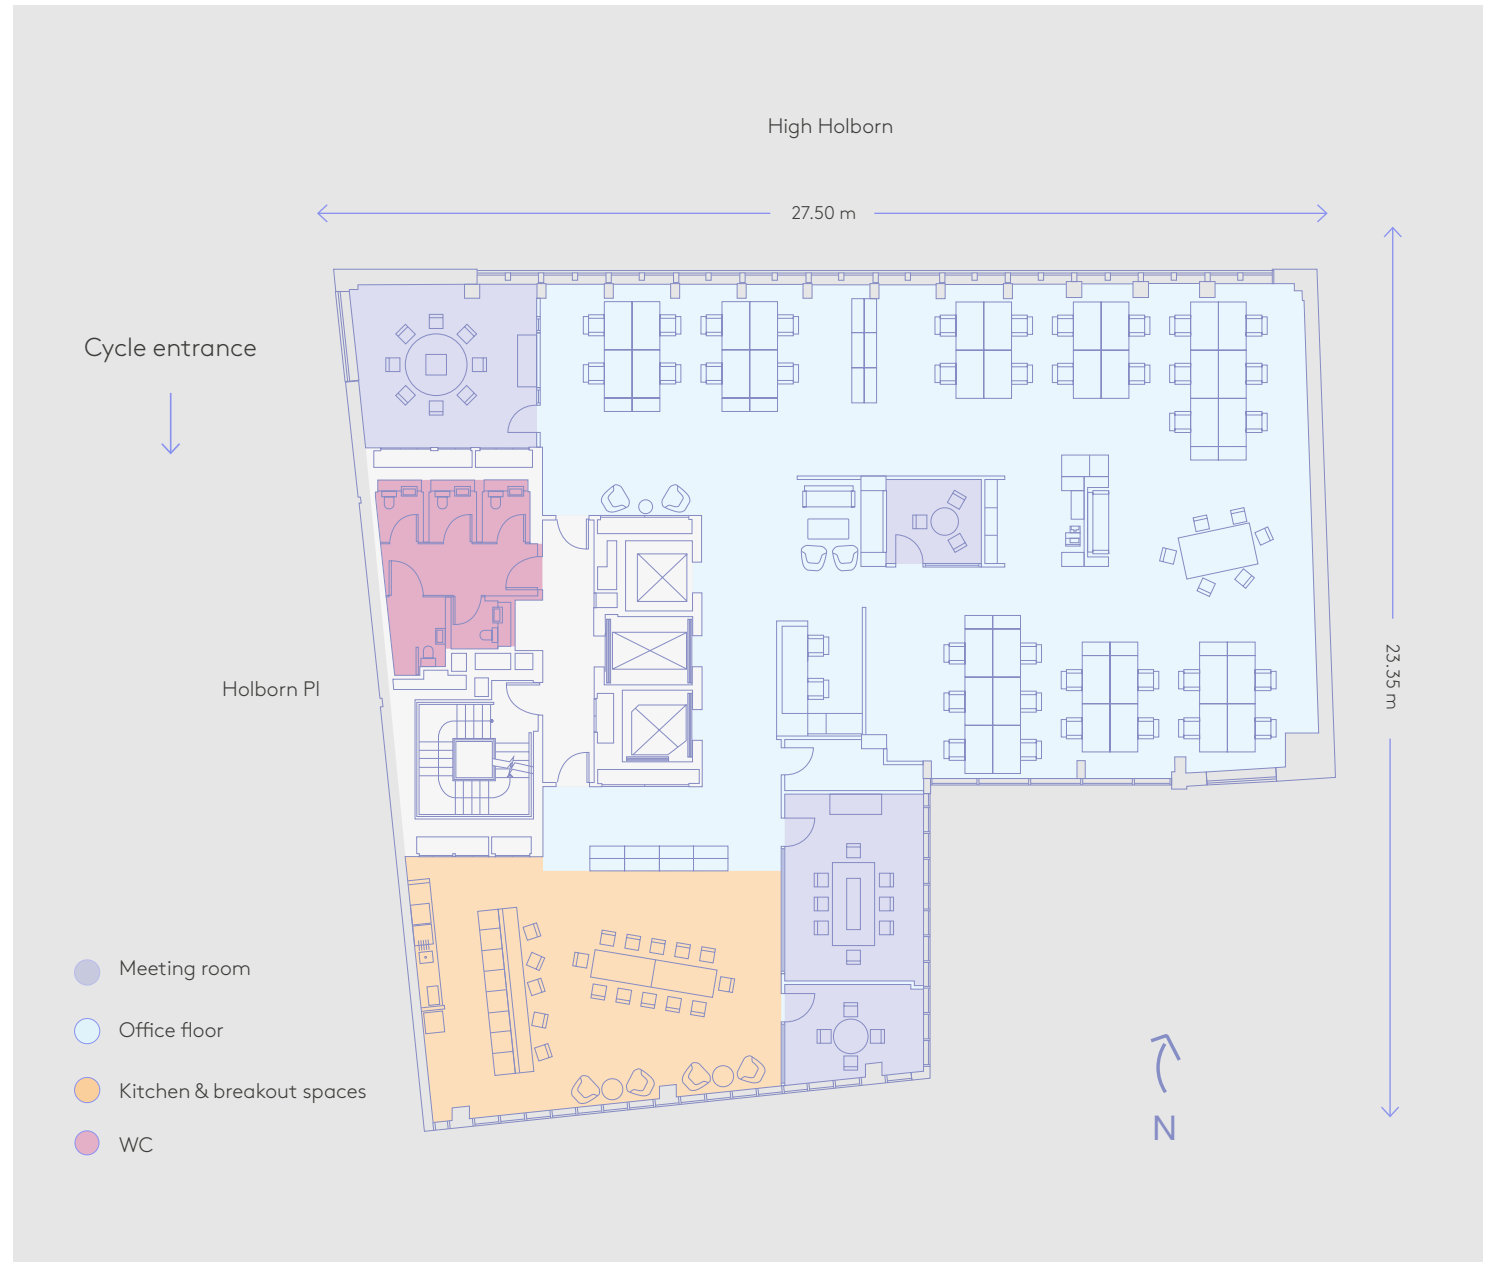 High Holborn
27.50 m
Cycle entrance
23.35 m
Holborn Pl
Meeting room
Office floor
Kitchen & breakout spaces
WC
N